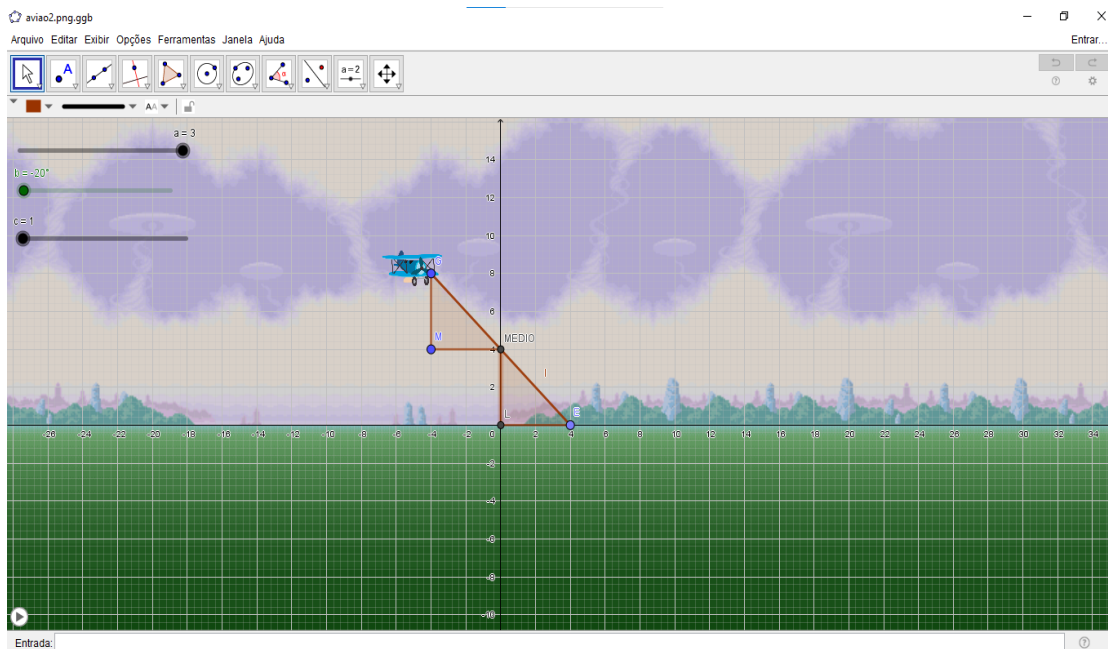 aviao2.png.ggb
Arquivo Editar Exibir Opções Ferramentas Janela Ajuda
Entrar...
A
α
a=2
AA
a = 3
b = -20°
c = 1
14
12
10
8
6
4
2
G
M
MEDIO
l
L
E
-26 -24 -22 -20 -18 -16 -14 -12 -10 -8 -6 -4 -2 0 2 4 6 8 10 12 14 16 18 20 22 24 26 28 30 32 34
-2
-4
-6
-8
-10
Entrada: